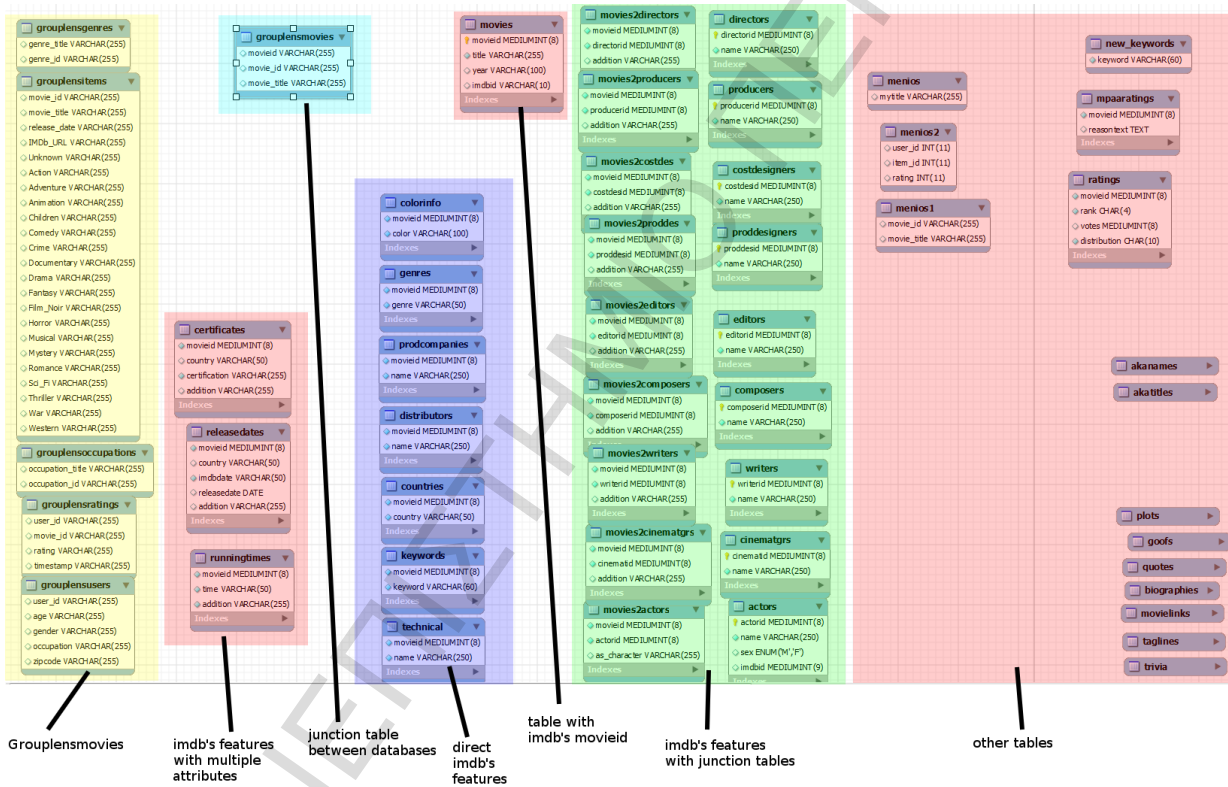 grouplensgenres
genre_title VARCHAR(255)
genre_id VARCHAR(255)
grouplensitems
movie_id VARCHAR(255)
movie_title VARCHAR(255)
release_date VARCHAR(255)
IMDb_URL VARCHAR(255)
Unknown VARCHAR(255)
Action VARCHAR(255)
Adventure VARCHAR(255)
Animation VARCHAR(255)
Children VARCHAR(255)
Comedy VARCHAR(255)
Crime VARCHAR(255)
Documentary VARCHAR(255)
Drama VARCHAR(255)
Fantasy VARCHAR(255)
Film_Noir VARCHAR(255)
Horror VARCHAR(255)
Musical VARCHAR(255)
Mystery VARCHAR(255)
Romance VARCHAR(255)
Sci_Fi VARCHAR(255)
Thriller VARCHAR(255)
War VARCHAR(255)
Western VARCHAR(255)
grouplensoccupations
occupation_title VARCHAR(255)
occupation_id VARCHAR(255)
grouplensratings
user_id VARCHAR(255)
movie_id VARCHAR(255)
rating VARCHAR(255)
timestamp VARCHAR(255)
grouplensusers
user_id VARCHAR(255)
age VARCHAR(255)
gender VARCHAR(255)
occupation VARCHAR(255)
zipcode VARCHAR(255)
Grouplensmovies
certificates
movieid MEDIUMINT(8)
country VARCHAR(50)
certification VARCHAR(255)
addition VARCHAR(255)
Indexes
releasedates
movieid MEDIUMINT(8)
country VARCHAR(50)
imdbdate VARCHAR(50)
releasedate DATE
addition VARCHAR(255)
Indexes
runningtimes
movieid MEDIUMINT(8)
time VARCHAR(50)
addition VARCHAR(255)
Indexes
imdb's features
with multiple
attributes
grouplensmovies
movieid VARCHAR(255)
movie_id VARCHAR(255)
movie_title VARCHAR(255)
junction table
between databases
colorinfo
movieid MEDIUMINT(8)
color VARCHAR(100)
Indexes
genres
movieid MEDIUMINT(8)
genre VARCHAR(50)
Indexes
prodcompanies
movieid MEDIUMINT(8)
name VARCHAR(250)
Indexes
distributors
movieid MEDIUMINT(8)
name VARCHAR(250)
Indexes
countries
movieid MEDIUMINT(8)
country VARCHAR(50)
Indexes
keywords
movieid MEDIUMINT(8)
keyword VARCHAR(60)
Indexes
technical
movieid MEDIUMINT(8)
name VARCHAR(250)
direct
imdb's
features
movies
movieid MEDIUMINT(8)
title VARCHAR(255)
year VARCHAR(100)
imdbid VARCHAR(10)
Indexes
table with
imdb's movieid
movies2directors
movieid MEDIUMINT(8)
directorid MEDIUMINT(8)
addition VARCHAR(255)
movies2producers
movieid MEDIUMINT(8)
producerid MEDIUMINT(8)
addition VARCHAR(255)
Indexes
movies2costdes
movieid MEDIUMINT(8)
costdesid MEDIUMINT(8)
addition VARCHAR(255)
movies2proddes
movieid MEDIUMINT(8)
proddesid MEDIUMINT(8)
addition VARCHAR(255)
Indexes
movies2editors
movieid MEDIUMINT(8)
editorid MEDIUMINT(8)
addition VARCHAR(255)
Indexes
movies2composers
movieid MEDIUMINT(8)
composerid MEDIUMINT(8)
addition VARCHAR(255)
movies2writers
movieid MEDIUMINT(8)
writerid MEDIUMINT(8)
addition VARCHAR(255)
Indexes
movies2cinematgrs
movieid MEDIUMINT(8)
cinematid MEDIUMINT(8)
addition VARCHAR(255)
Indexes
movies2actors
movieid MEDIUMINT(8)
actorid MEDIUMINT(8)
as_character VARCHAR(255)
directors
directorid MEDIUMINT(8)
name VARCHAR(250)
Indexes
producers
producerid MEDIUMINT(8)
name VARCHAR(250)
Indexes
costdesigners
costdesid MEDIUMINT(8)
name VARCHAR(250)
Indexes
proddesigners
proddesid MEDIUMINT(8)
name VARCHAR(250)
Indexes
editors
editorid MEDIUMINT(8)
name VARCHAR(250)
Indexes
composers
composerid MEDIUMINT(8)
name VARCHAR(250)
Indexes
writers
writerid MEDIUMINT(8)
name VARCHAR(250)
Indexes
cinematgrs
cinematid MEDIUMINT(8)
name VARCHAR(250)
Indexes
actors
actorid MEDIUMINT(8)
name VARCHAR(250)
sex ENUM('M','F')
imdbid MEDIUMINT(9)
Indexes
imdb's features
with junction tables
menios
mytitle VARCHAR(255)
menios2
user_id INT(11)
item_id INT(11)
rating INT(11)
menios1
movie_id VARCHAR(255)
movie_title VARCHAR(255)
new_keywords
keyword VARCHAR(60)
mpaaratings
movieid MEDIUMINT(8)
reasontext TEXT
Indexes
ratings
movieid MEDIUMINT(8)
rank CHAR(4)
votes MEDIUMINT(8)
distribution CHAR(10)
Indexes
akanames
akatitles
plots
goofs
quotes
biographies
movielinks
taglines
trivia
other tables